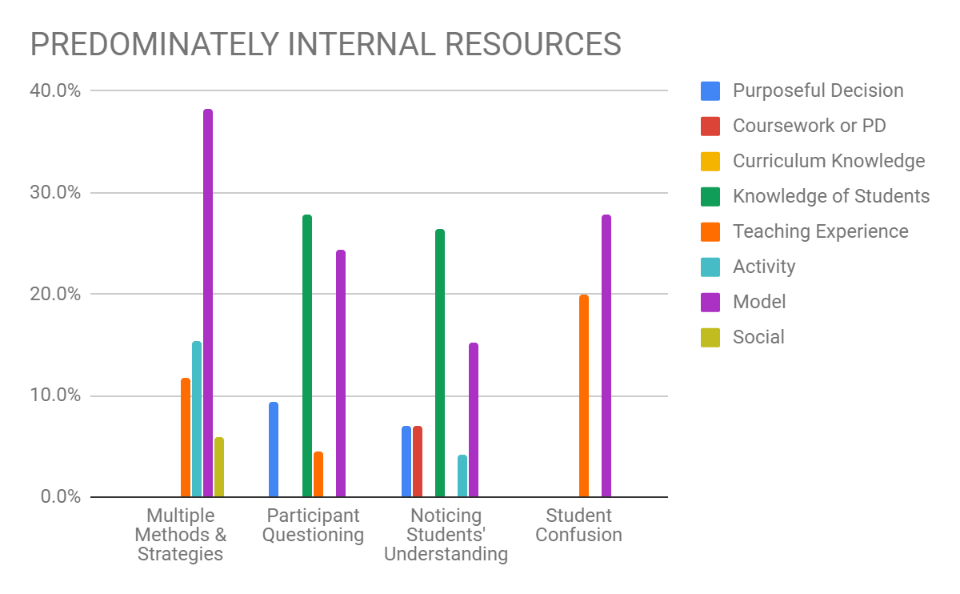 PREDOMINATELY INTERNAL RESOURCES
40.0%
30.0%
20.0%
10.0%
0.0%
Multiple
Methods &
Strategies
Participant
Questioning
Noticing
Students'
Understanding
Student
Confusion
Purposeful Decision
Coursework or PD
Curriculum Knowledge
Knowledge of Students
Teaching Experience
Activity
Model
Social